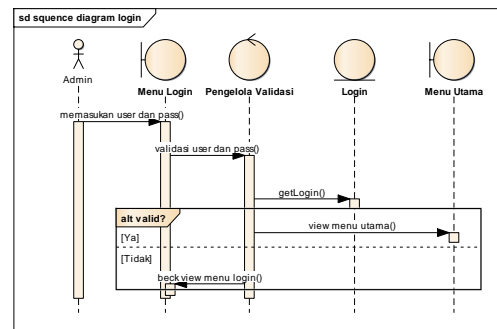 sd squence diagram login
Admin
Menu Login
Pengelola Validasi
Login
Menu Utama
memasukan user dan pass()
validasi user dan pass()
getLogin()
alt valid?
[Ya]
view menu utama()
[Tidak]
beck view menu login()